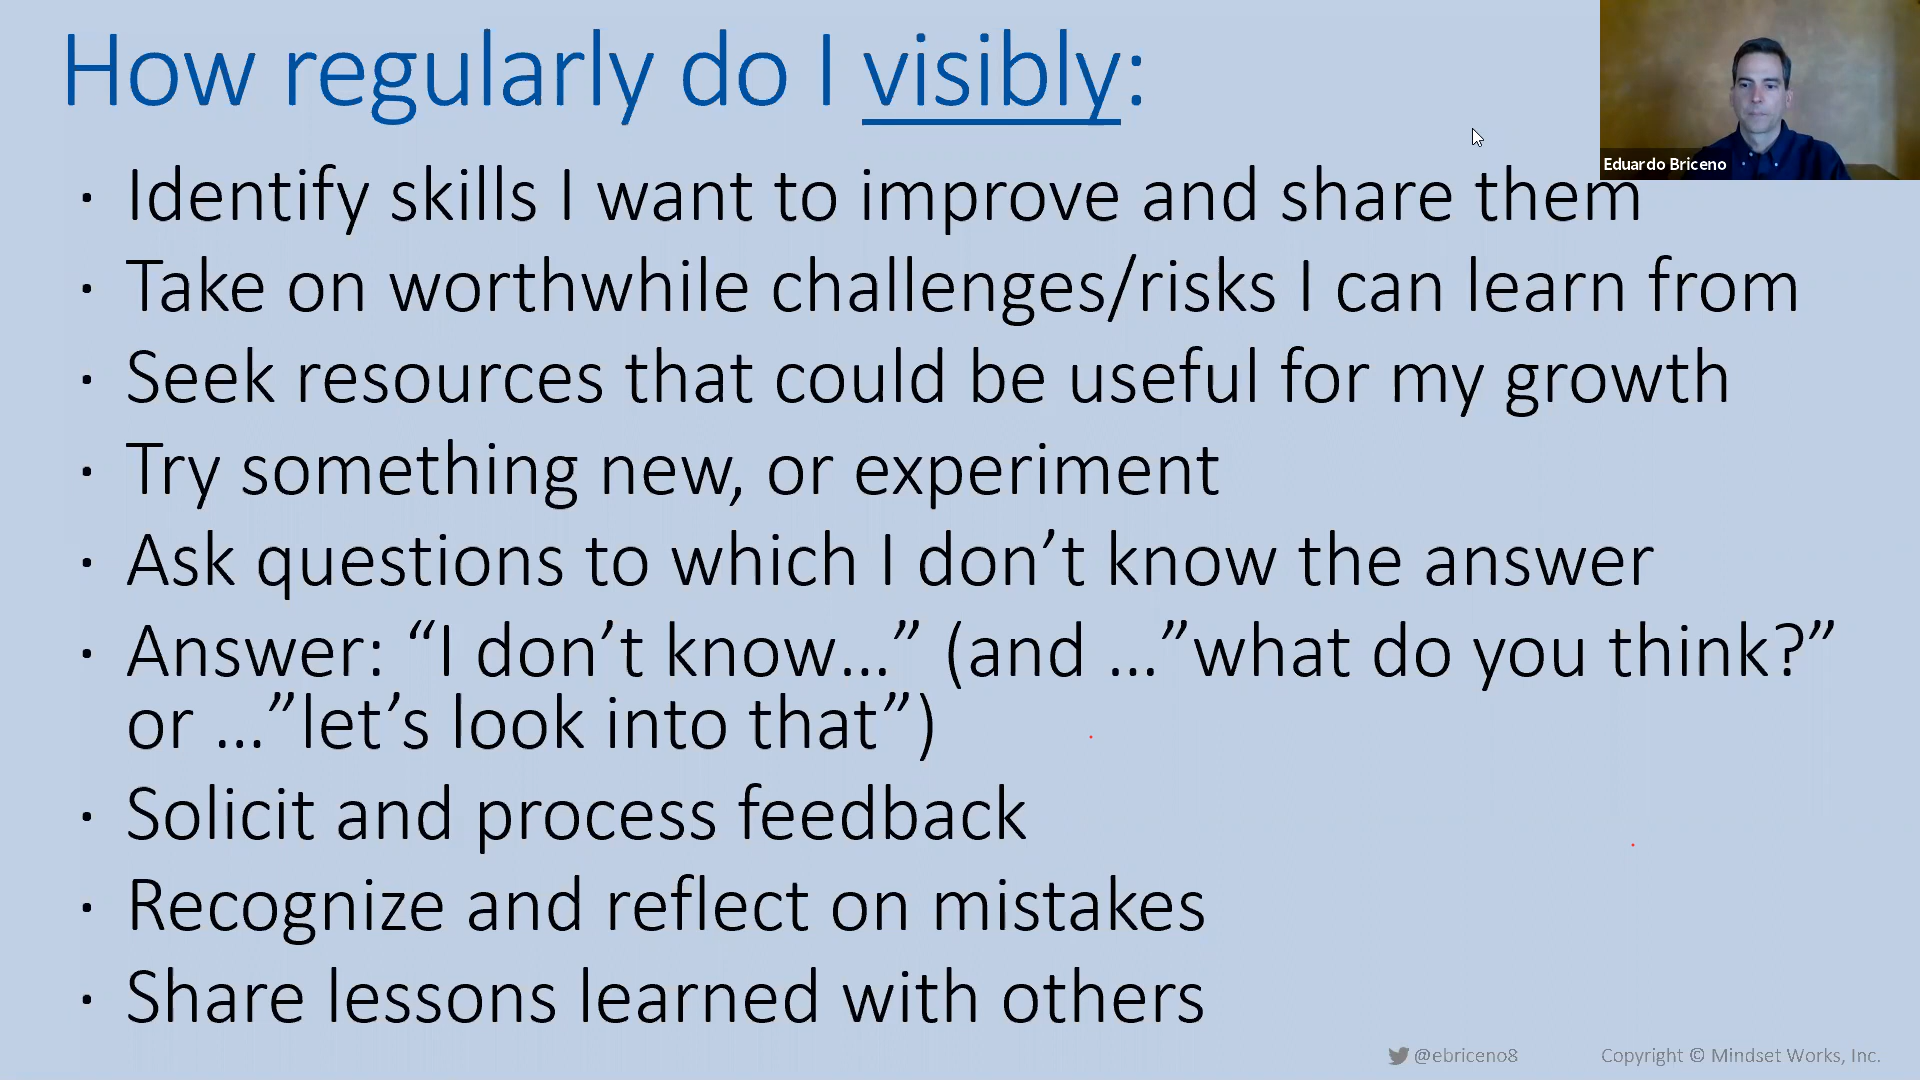 How regularly do I visibly:
Eduardo Briceno
· Identify skills I want to improve and share them
· Take on worthwhile challenges/risks I can learn from
· Seek resources that could be useful for my growth
· Try something new, or experiment
· Ask questions to which I don’t know the answer
· Answer: “I don’t know...” (and ...”what do you think?”
or ...”let’s look into that”)
· Solicit and process feedback
· Recognize and reflect on mistakes
· Share lessons learned with others
@ebriceno8
Copyright © Mindset Works, Inc.